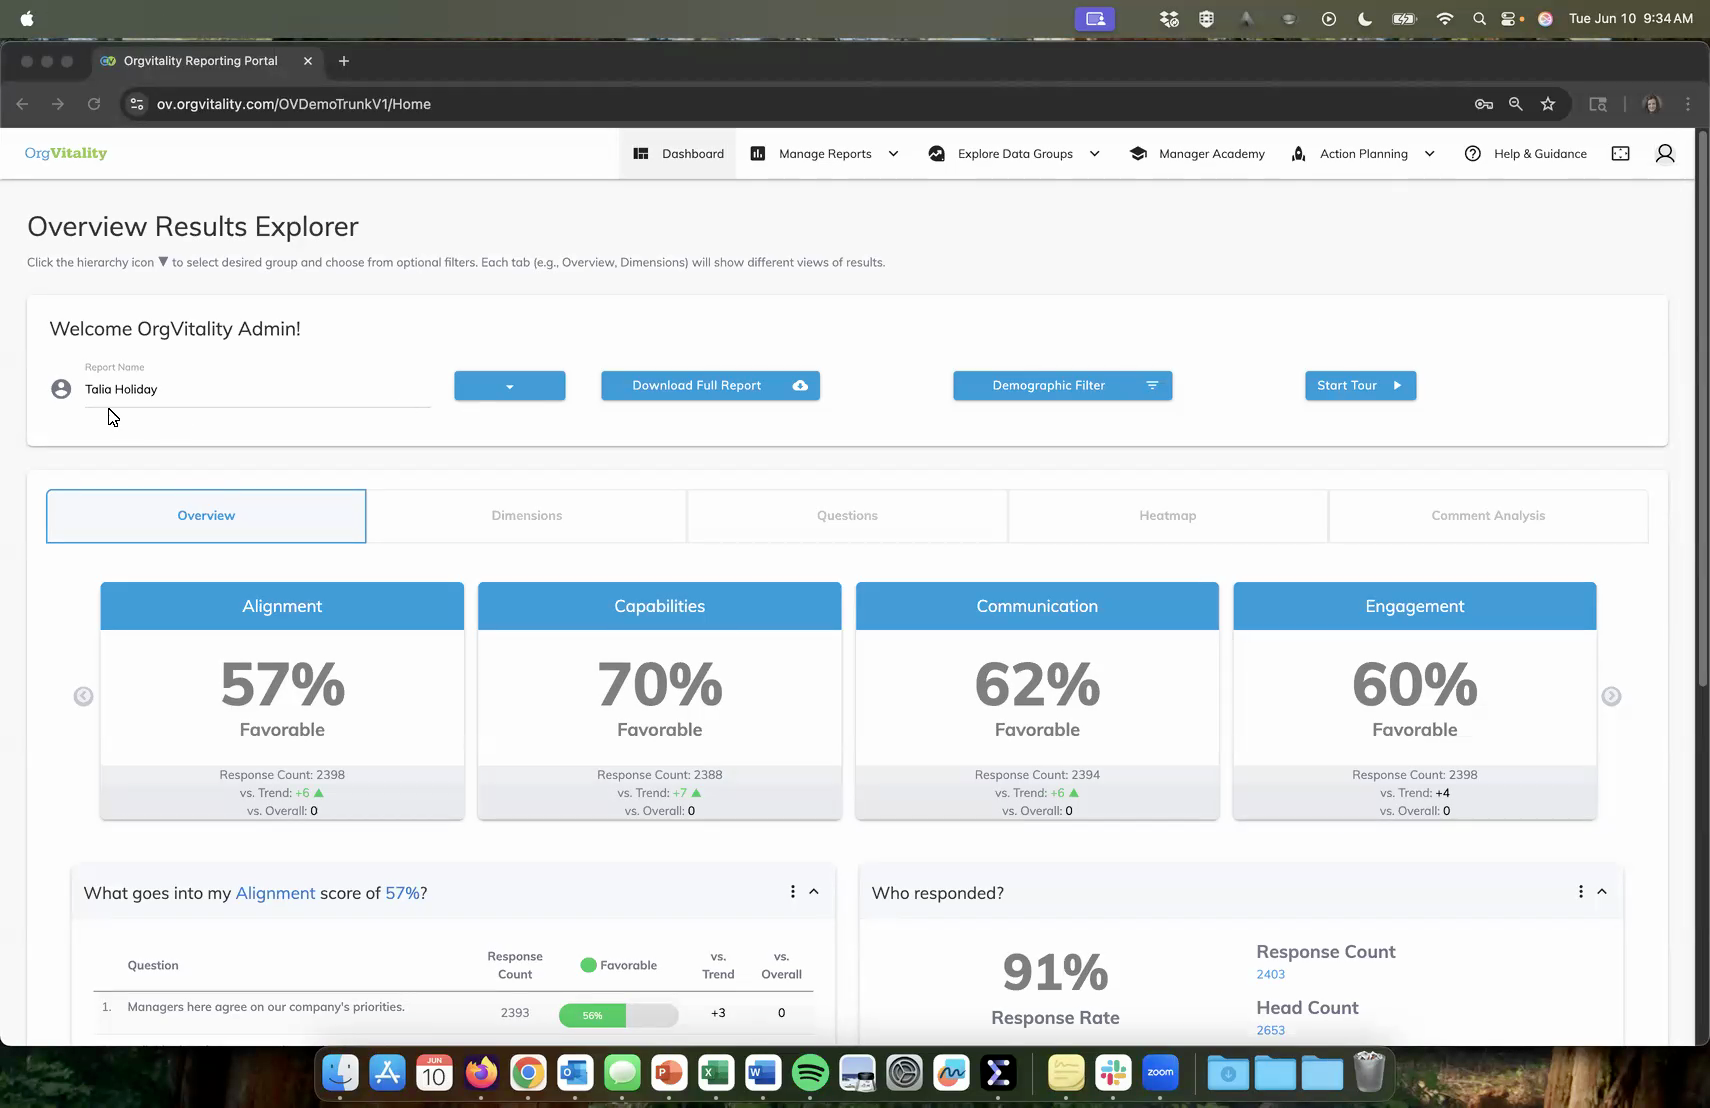 Tue Jun 10 9:34 AM
Orgvitality Reporting Portal
ov.orgvitality.com/OVDemoTrunkV1/Home
OrgVitality
Dashboard
Manage Reports
Explore Data Groups
Manager Academy
Action Planning
Help & Guidance
Overview Results Explorer
Click the hierarchy icon ▼ to select desired group and choose from optional filters. Each tab (e.g., Overview, Dimensions) will show different views of results.
Welcome OrgVitality Admin!
Report Name
Talia Holiday
Download Full Report
Demographic Filter
Start Tour
Overview
Dimensions
Questions
Heatmap
Comment Analysis
Alignment
57%
Favorable
Response Count: 2398
vs. Trend: +6 ▲
vs. Overall: 0
Capabilities
70%
Favorable
Response Count: 2388
vs. Trend: +7 ▲
vs. Overall: 0
Communication
62%
Favorable
Response Count: 2394
vs. Trend: +6 ▲
vs. Overall: 0
Engagement
60%
Favorable
Response Count: 2398
vs. Trend: +4
vs. Overall: 0
What goes into my Alignment score of 57%?
Question
Response Count
Favorable
vs. Trend
vs. Overall
1. Managers here agree on our company's priorities.
2393
56%
+3
0
Who responded?
91%
Response Rate
Response Count
2403
Head Count
2653
JUN
10
zoom